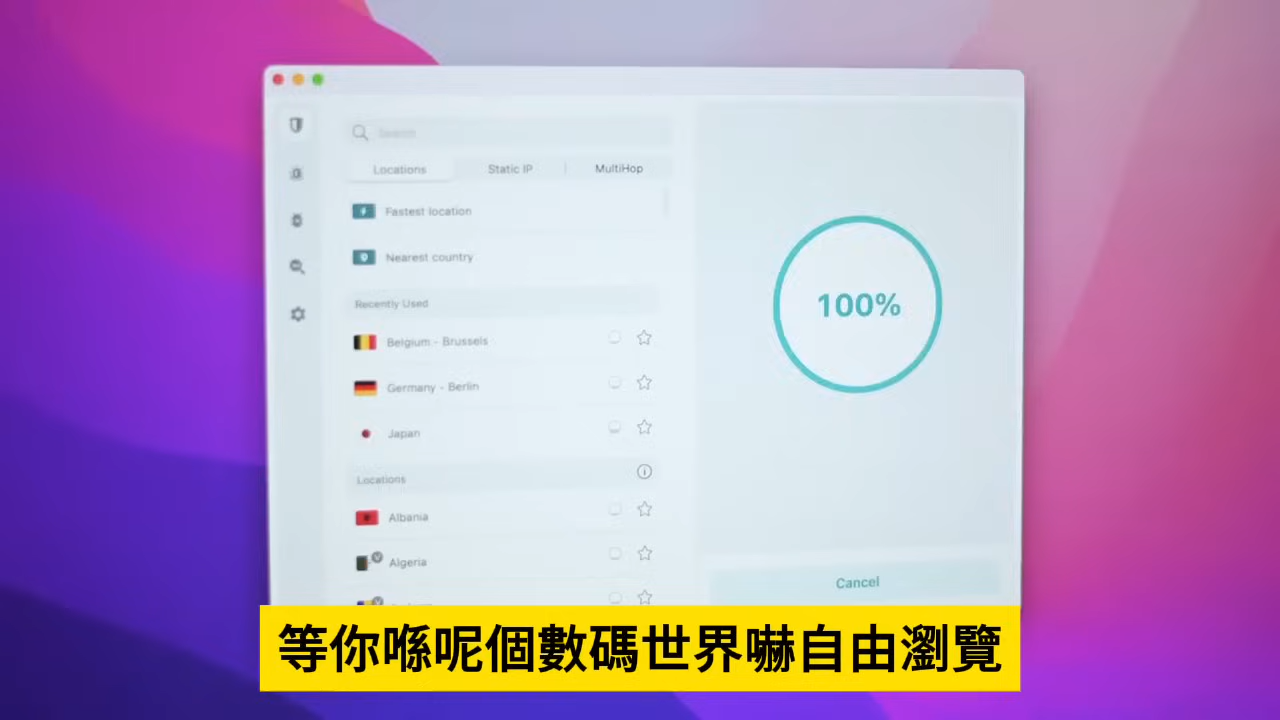 Search
Locations
Static IP
MultiHop
Fastest location
Nearest country
Recently Used
Belgium - Brussels
Germany - Berlin
Japan
Locations
Albania
Algeria
100%
Cancel
等你喺呢個數碼世界嚇自由瀏覽